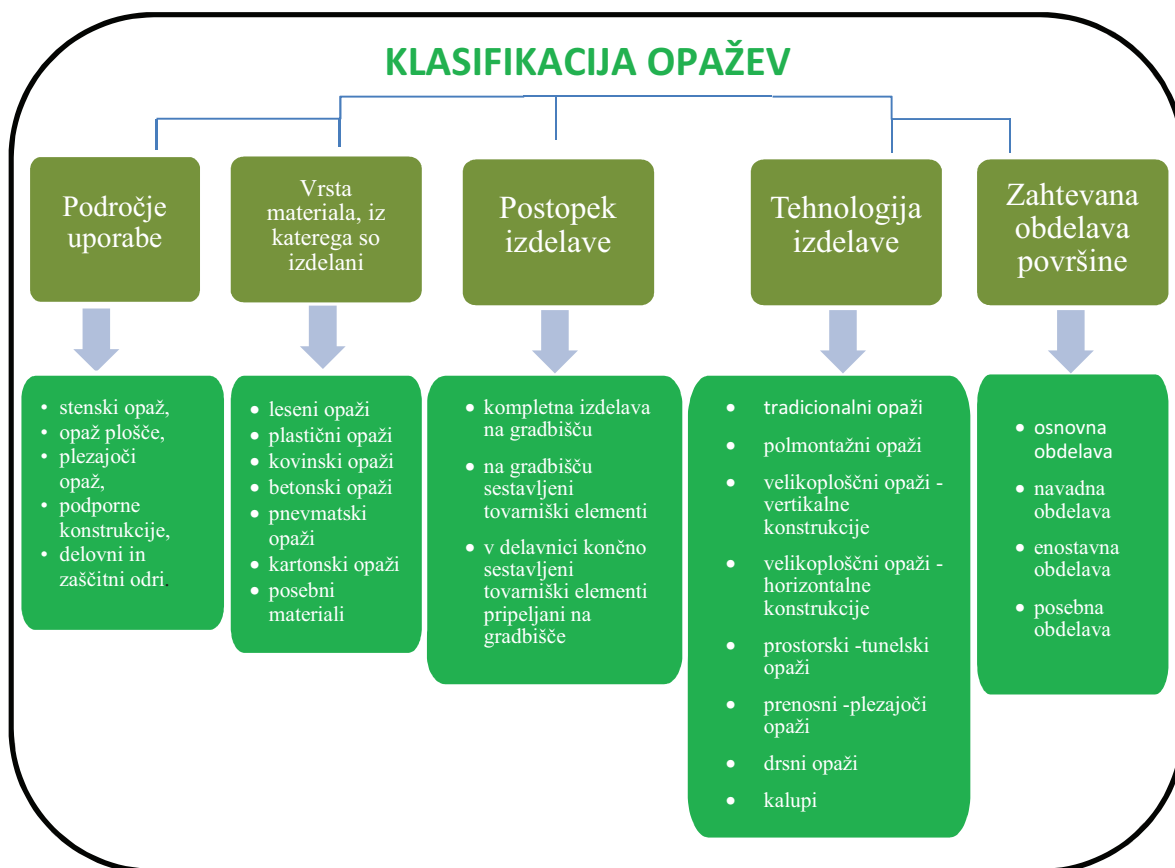 KLASIFIKACIJA OPAŽEV
Področje
uporabe
• stenski opaž,
• opaž plošče,
• plezajoči
opaž,
• podporne
konstrukcije,
• delovni in
zaščitni odri.
Vrsta
materiala, iz
katerega so
izdelani
• leseni opaži
• plastični opaži
• kovinski opaži
• betonski opaži
• pnevmatski
opaži
• kartonski opaži
• posebni
materiali
Postopek
izdelave
• kompletna izdelava
na gradbišču
• na gradbišču
sestavljeni
tovarniški elementi
• v delavnici končno
sestavljeni
tovarniški elementi
pripeljani na
gradbišče
Tehnologija
izdelave
• tradicionalni opaži
• polmontažni opaži
• velikoploščni opaži -
vertikalne
konstrukcije
• velikoploščni opaži -
horizontalne
konstrukcije
• prostorski -tunelski
opaži
• prenosni -plezajoči
opaži
• drsni opaži
• kalupi
Zahtevana
obdelava
površine
• osnovna
obdelava
• navadna
obdelava
• enostavna
obdelava
• posebna
obdelava